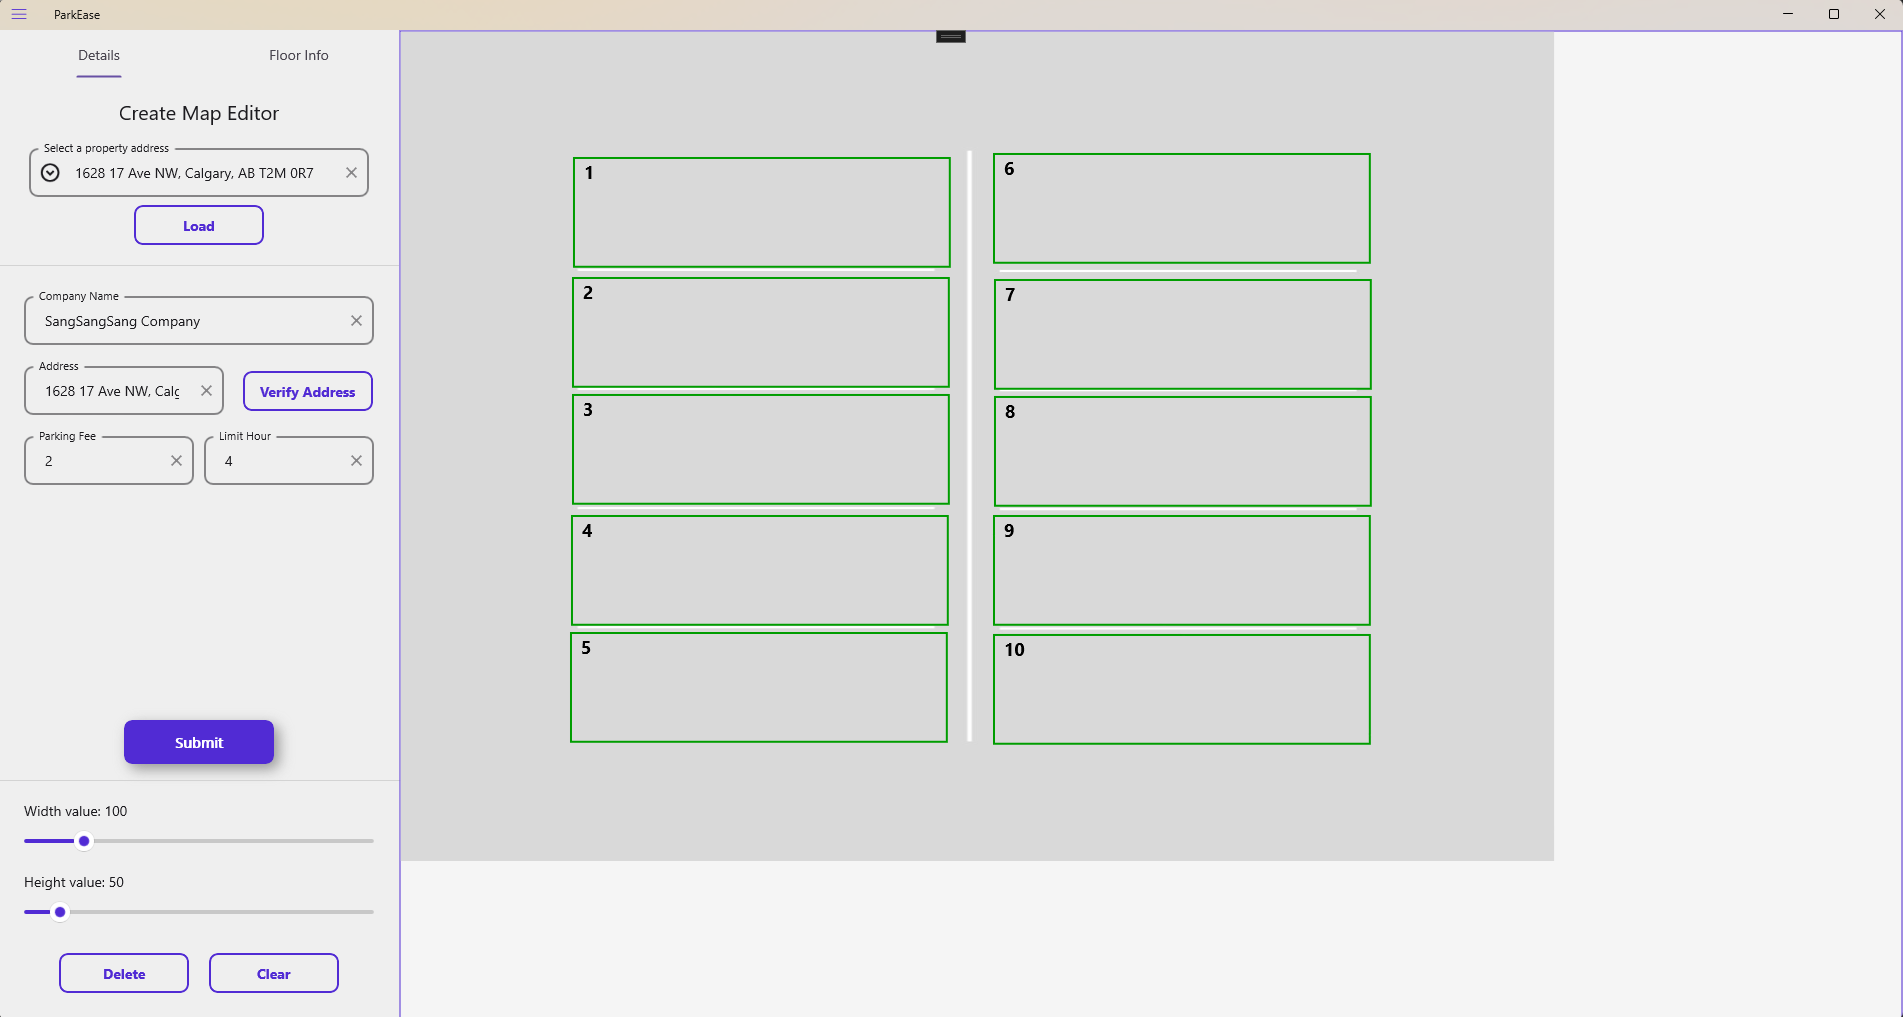 ParkEase
Details
Floor Info
Create Map Editor
Select a property address
1628 17 Ave NW, Calgary, AB T2M 0R7
Load
Company Name
SangSangSang Company
Address
1628 17 Ave NW, Calg
Verify Address
Parking Fee
2
Limit Hour
4
Submit
Width value: 100
Height value: 50
Delete
Clear
1
2
3
4
5
6
7
8
9
10